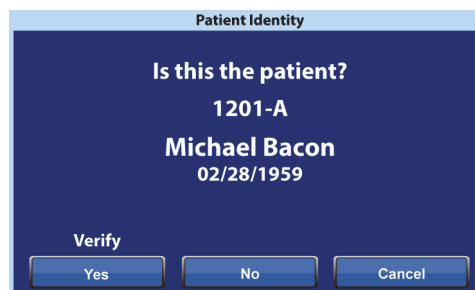 Patient Identity
Is this the patient?
1201-A
Michael Bacon
02/28/1959
Verify
Yes No Cancel